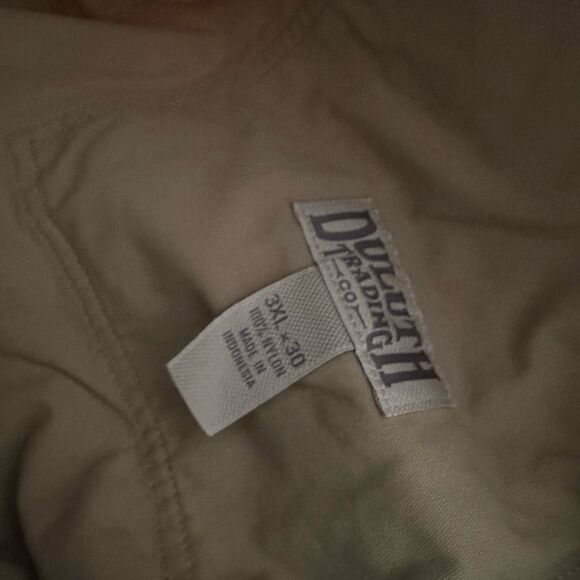 DULUTH
TRADING
CO
3XL x 30
100% NYLON
MADE IN
INDONESIA